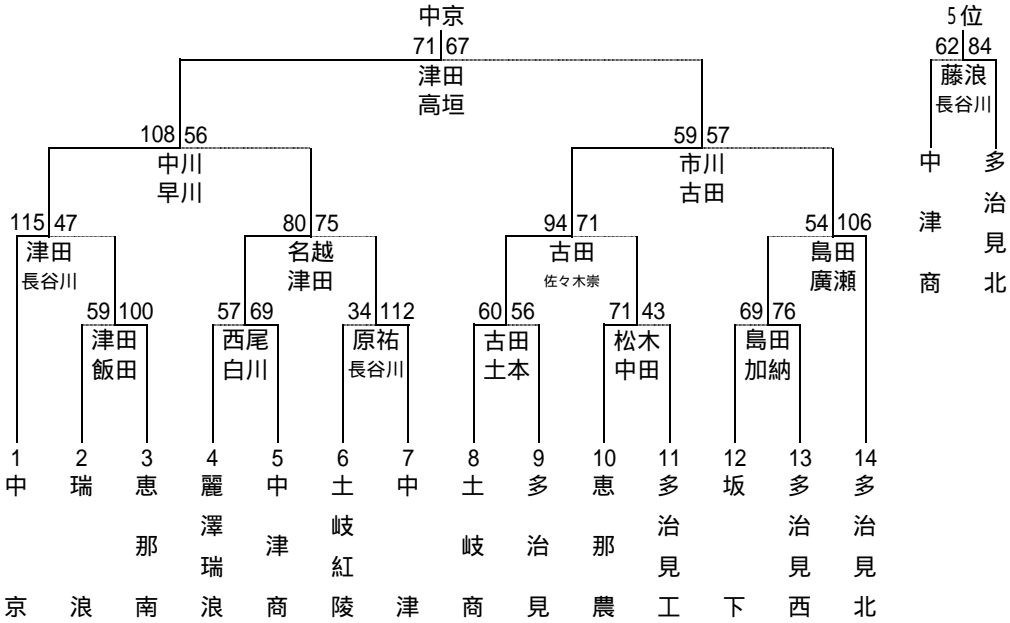 中京
71 67
津田
高垣
108 56
中川
早川
59 57
市川
古田
115 47
津田
長谷川
80 75
名越
津田
94 71
古田
佐々木崇
54 106
島田
廣瀬
59 100
津田
飯田
57 69
西尾
白川
34 112
原祐
長谷川
60 56
古田
土本
71 43
松木
中田
69 76
島田
加納
1
中京
2
瑞浪
3
恵那南
4
麗澤瑞浪
5
中津商
6
土岐紅陵
7
中津
8
土岐商
9
多治見
10
恵那農
11
多治見工
12
坂下
13
多治見西
14
多治見北
5位
62 84
藤浪
長谷川
中津商
多治見北